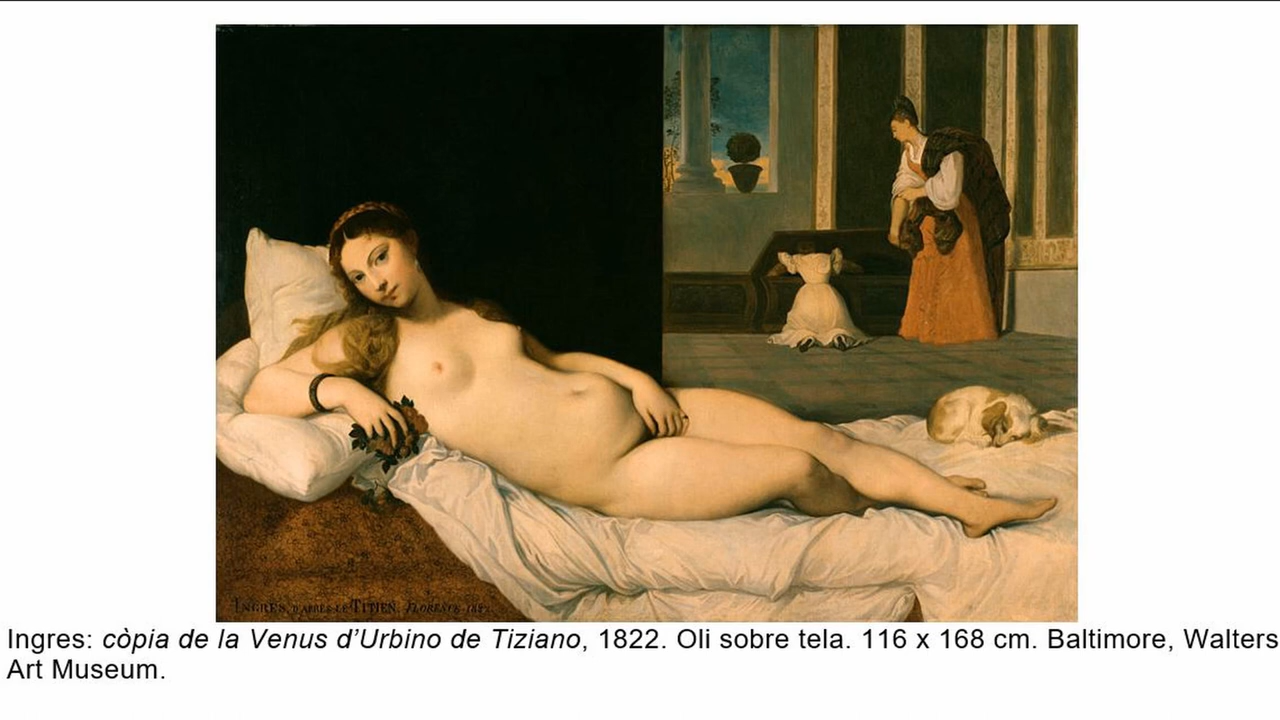 INGRES, D'APRES LE TITIEN, FLORENCE 1822.
Ingres: còpia de la Venus d’Urbino de Tiziano, 1822. Oli sobre tela. 116 x 168 cm. Baltimore, Walters
Art Museum.